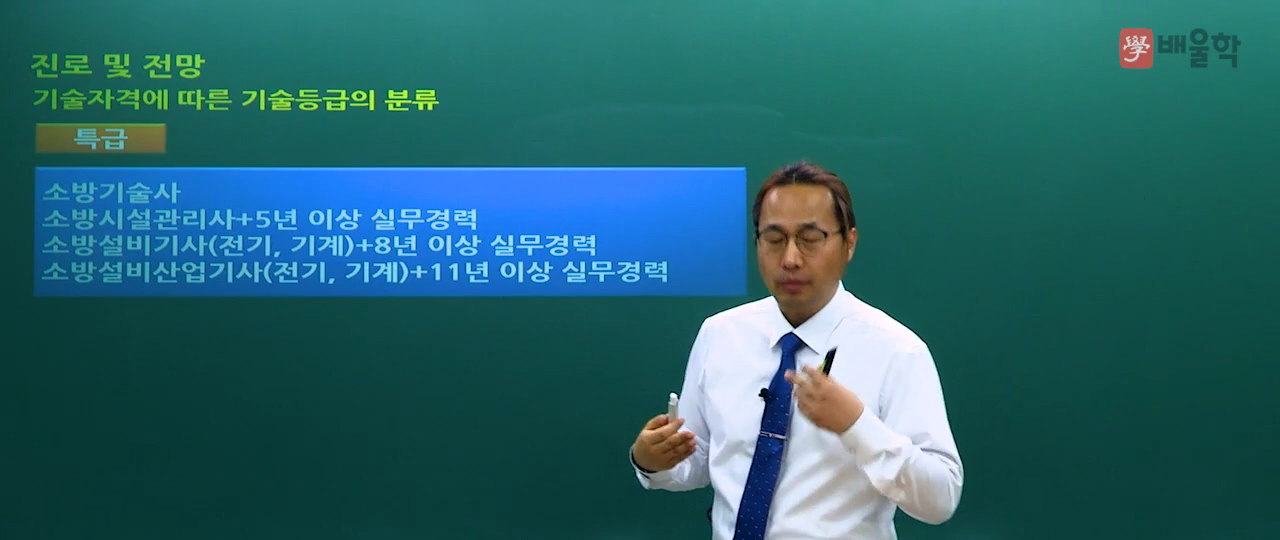 진로 및 전망
기술자격에 따른 기술등급의 분류
특급
소방기술사
소방시설관리사+5년 이상 실무경력
소방설비기사(전기, 기계)+8년 이상 실무경력
소방설비산업기사(전기, 기계)+11년 이상 실무경력
學 배울학